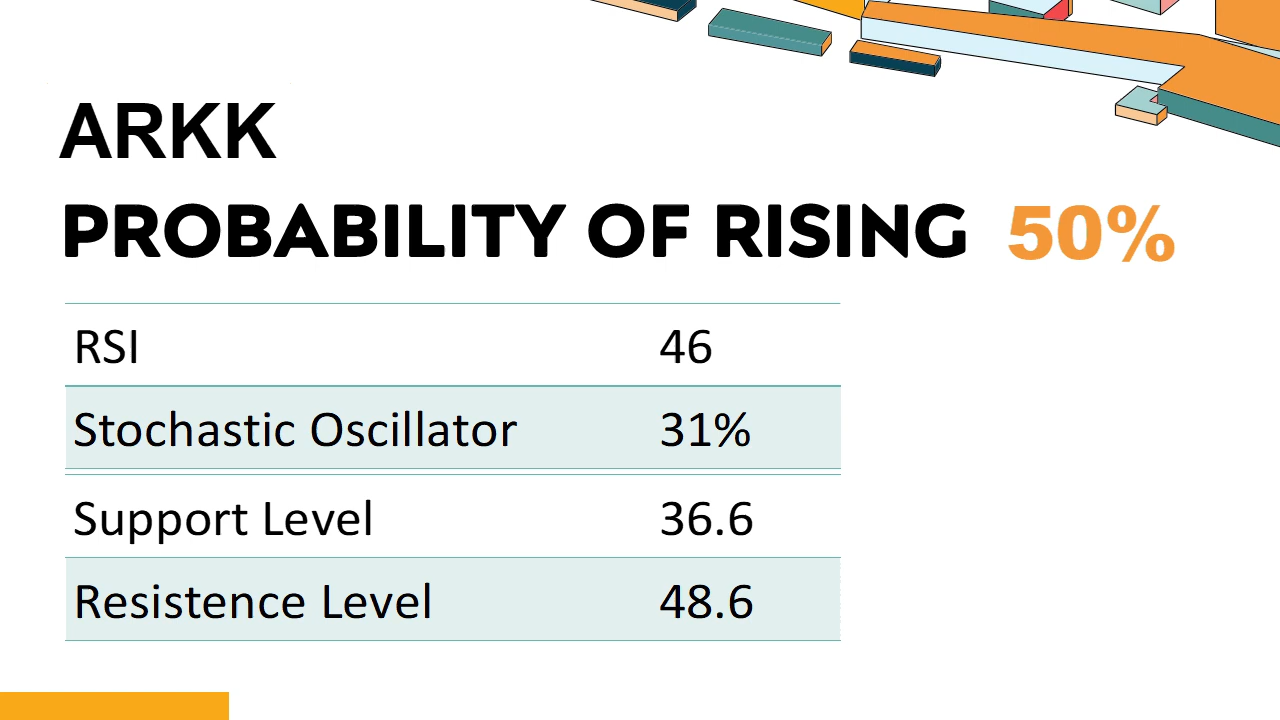 ARKK
PROBABILITY OF RISING 50%
RSI 46
Stochastic Oscillator 31%
Support Level 36.6
Resistence Level 48.6